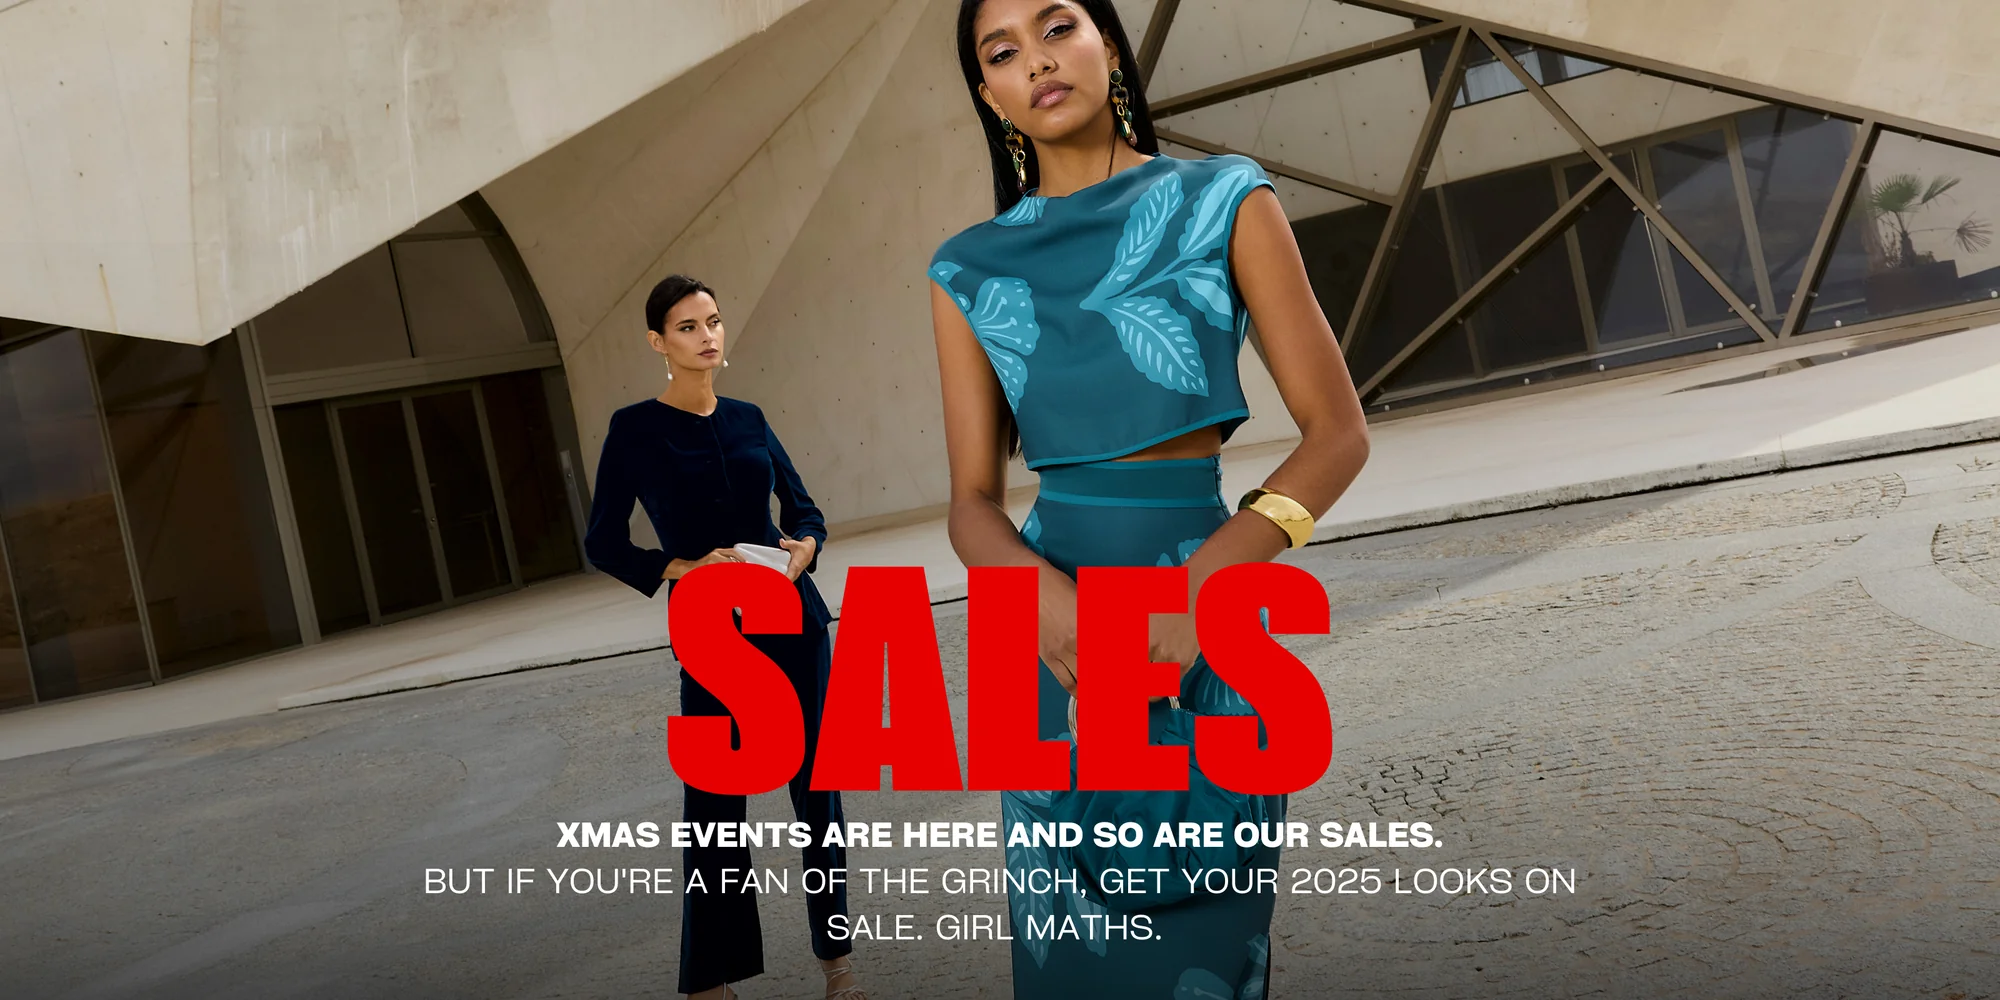 SALES
XMAS EVENTS ARE HERE AND SO ARE OUR SALES.
BUT IF YOU'RE A FAN OF THE GRINCH, GET YOUR 2025 LOOKS ON
SALE. GIRL MATHS.